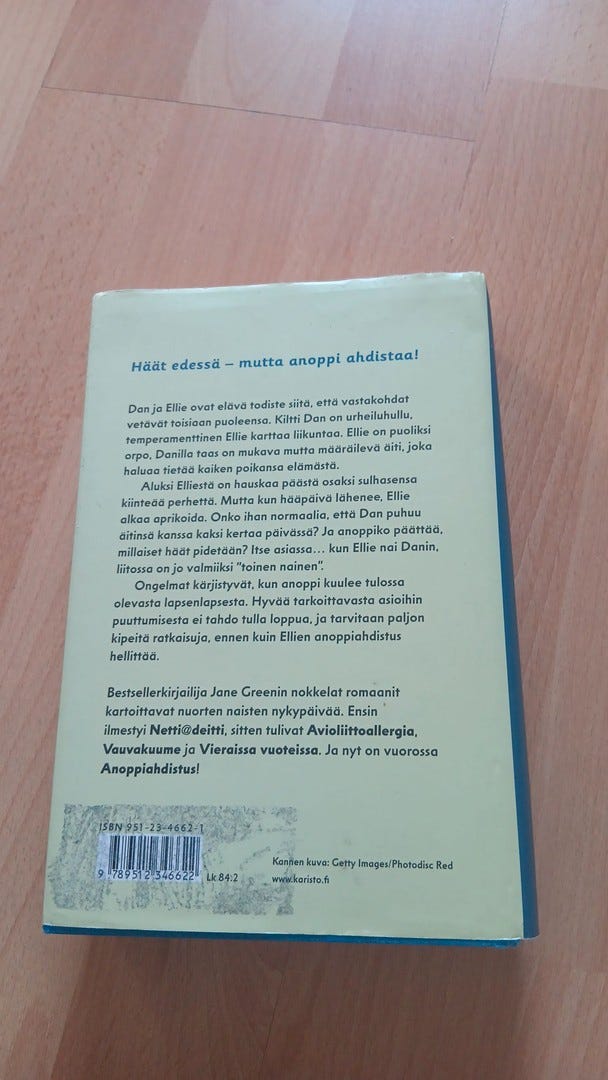 Häät edessä – mutta anoppi ahdistaa!
Dan ja Ellie ovat elävä todiste siitä, että vastakohdat
vetävät toisiaan puoleensa. Kiltti Dan on urheiluhullu,
temperamenttinen Ellie karttaa liikuntaa. Ellie on puoliksi
orpo, Danilla taas on mukava mutta määräilevä äiti, joka
haluaa tietää kaiken poikansa elämästä.
Aluksi Elliestä on hauskaa päästä osaksi sulhasensa
kiinteää perhettä. Mutta kun hääpäivä lähenee, Ellie
alkaa aprikoida. Onko ihan normaalia, että Dan puhuu
äitinsä kanssa kaksi kertaa päivässä? Ja anoppiko päättää,
millaiset häät pidetään? Itse asiassa... kun Ellie nai Danin,
liitossa on jo valmiiksi "toinen nainen".
Ongelmat kärjistyvät, kun anoppi kuulee tulossa
olevasta lapsenlapsesta. Hyvää tarkoittavasta asioihin
puuttumisesta ei tahdo tulla loppua, ja tarvitaan paljon
kipeitä ratkaisuja, ennen kuin Ellien anoppiahdistus
hellittää.
Bestsellerkirjailija Jane Greenin nokkelat romaanit
kartoittavat nuorten naisten nykypäivää. Ensin
ilmestyi Netti@deitti, sitten tulivat Avioliittoallergia,
Vauvakuume ja Vieraissa vuoteissa. Ja nyt on vuorossa
Anoppiahdistus!
ISBN 951-23-4662-1
9 789512 346622
Lk 84:2
Kannen kuva: Getty Images/Photodisc Red
www.karisto.fi